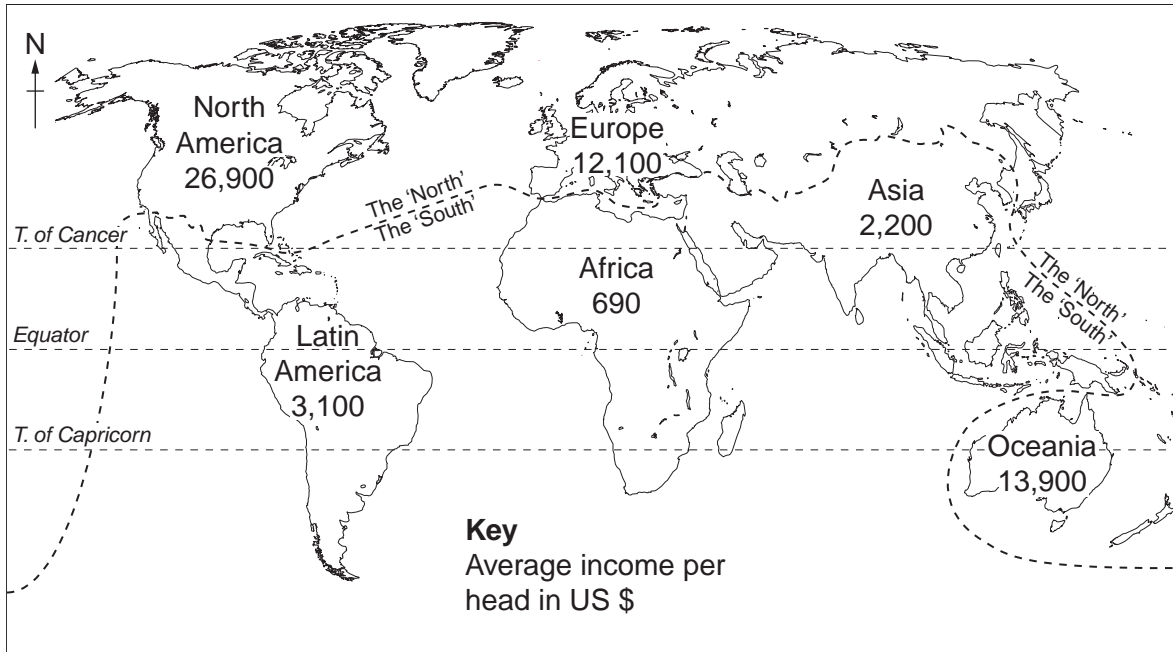 N
North
America
26,900
Europe
12,100
The 'North'
The 'South'
Asia
2,200
T. of Cancer
Africa
690
The 'North'
The 'South'
Equator
Latin
America
3,100
T. of Capricorn
Oceania
13,900
Key
Average income per
head in US $